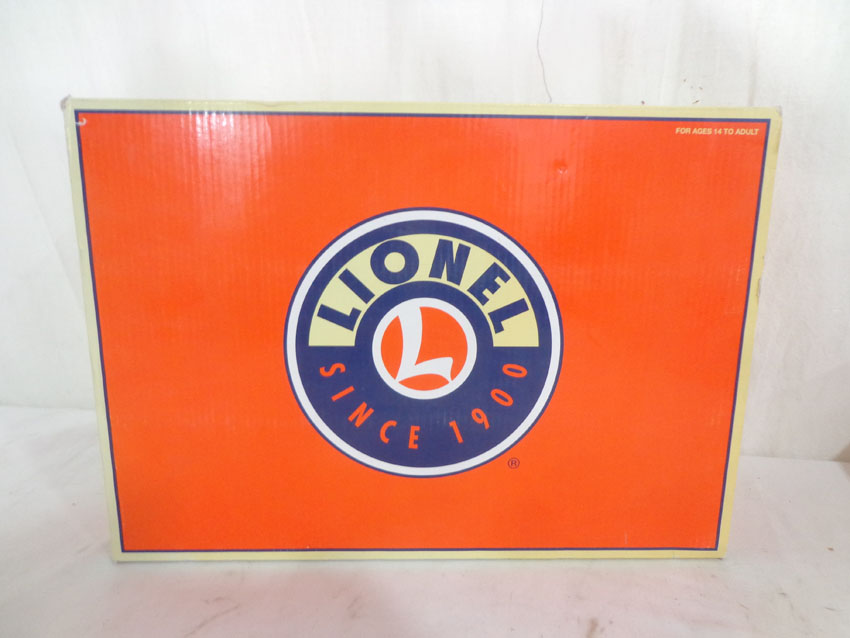 FOR AGES 14 TO ADULT
LIONEL
L
SINCE 1900
®